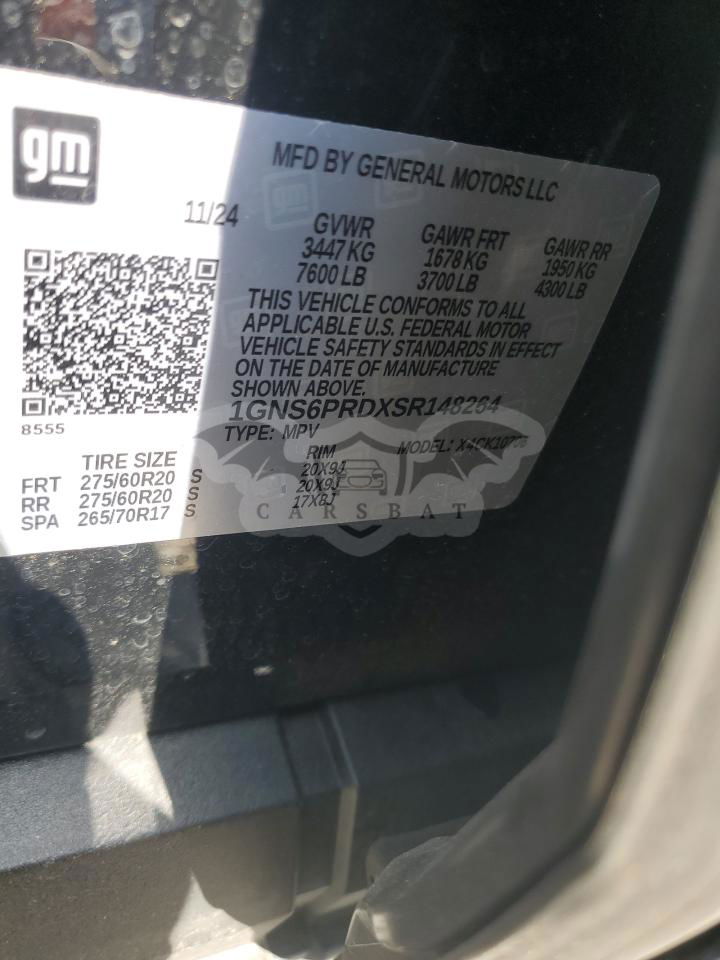 gm
MFD BY GENERAL MOTORS LLC
11/24
GVWR GAWR FRT GAWR RR
3447 KG 1678 KG 1950 KG
7600 LB 3700 LB 4300 LB
THIS VEHICLE CONFORMS TO ALL
APPLICABLE U.S. FEDERAL MOTOR
VEHICLE SAFETY STANDARDS IN EFFECT
ON THE DATE OF MANUFACTURE
SHOWN ABOVE.
1GNS6PRDXSR148264
8555
TYPE: MPV MODEL:
TIRE SIZE RIM
FRT 275/60R20 S 20X9J
RR 275/60R20 S 20X9J
SPA 265/70R17 S 17X8J
CARSBAT